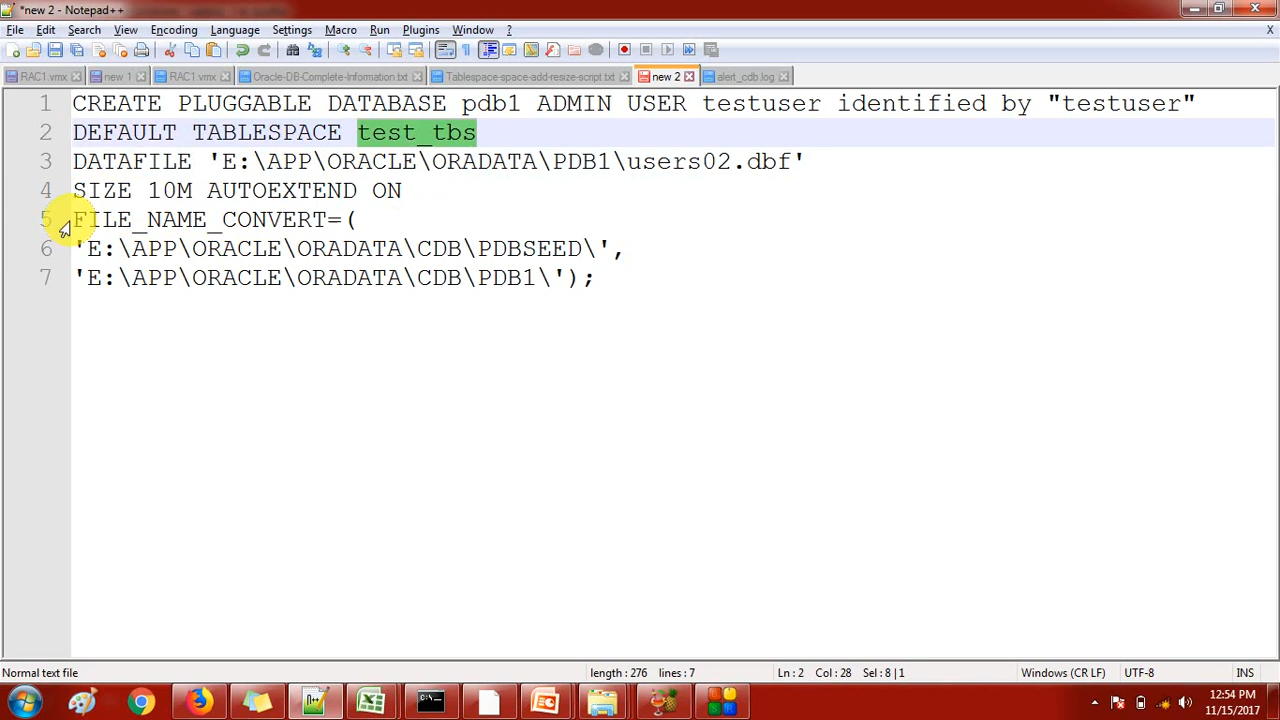 *new 2 - Notepad++
File Edit Search View Encoding Language Settings Macro Run Plugins Window ? X
RAC1.vmx new 1 RAC1.vmx Oracle-DB-Complete-Information.txt Tablespace-space-add-resize-script.txt new 2 alert_cdb.log
1 CREATE PLUGGABLE DATABASE pdb1 ADMIN USER testuser identified by "testuser"
2 DEFAULT TABLESPACE test_tbs
3 DATAFILE 'E:\APP\ORACLE\ORADATA\PDB1\users02.dbf'
4 SIZE 10M AUTOEXTEND ON
5 FILE_NAME_CONVERT=(
6 'E:\APP\ORACLE\ORADATA\CDB\PDBSEED\',
7 'E:\APP\ORACLE\ORADATA\CDB\PDB1\');
Normal text file length : 276 lines : 7 Ln : 2 Col : 28 Sel : 8 | 1 Windows (CR LF) UTF-8 INS
12:54 PM
11/15/2017